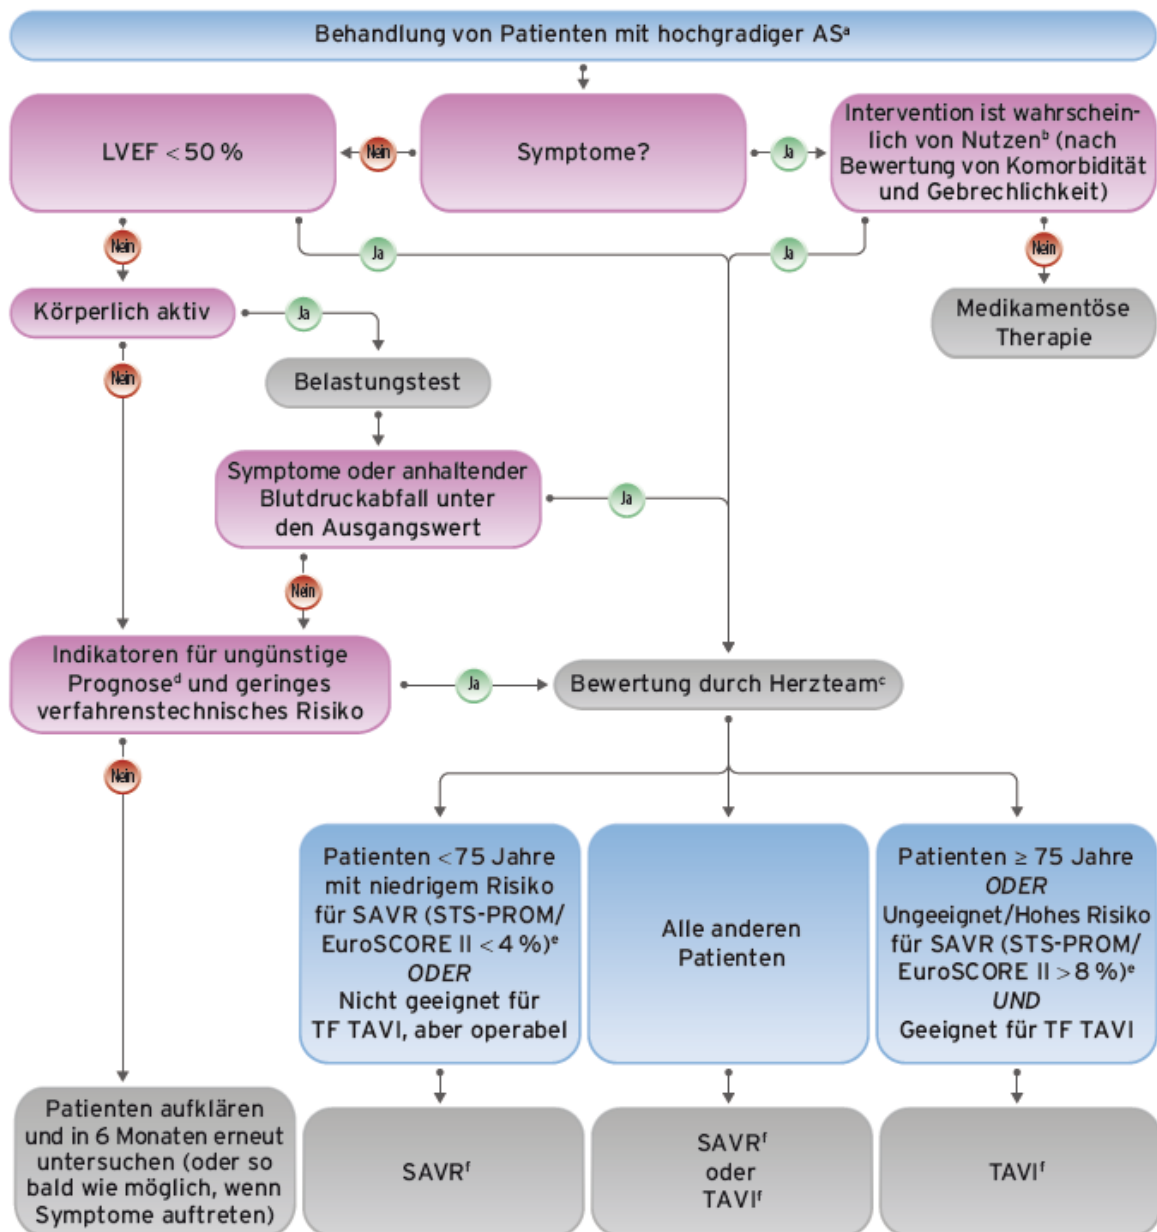 Behandlung von Patienten mit hochgradiger ASᵃ
LVEF < 50 %
Nein
Symptome?
Ja
Intervention ist wahrschein-
lich von Nutzenᵇ (nach
Bewertung von Komorbidität
und Gebrechlichkeit)
Nein
Ja
Ja
Nein
Körperlich aktiv
Ja
Medikamentöse
Therapie
Nein
Belastungstest
Symptome oder anhaltender
Blutdruckabfall unter
den Ausgangswert
Ja
Nein
Indikatoren für ungünstige
Prognoseᵈ und geringes
verfahrenstechnisches Risiko
Ja
Bewertung durch Herzteamᶜ
Nein
Patienten < 75 Jahre
mit niedrigem Risiko
für SAVR (STS-PROM/
EuroSCORE II < 4 %)ᵉ
ODER
Nicht geeignet für
TF TAVI, aber operabel
Alle anderen
Patienten
Patienten ≥ 75 Jahre
ODER
Ungeeignet/Hohes Risiko
für SAVR (STS-PROM/
EuroSCORE II > 8 %)ᵉ
UND
Geeignet für TF TAVI
Patienten aufklären
und in 6 Monaten erneut
untersuchen (oder so
bald wie möglich, wenn
Symptome auftreten)
SAVRᶠ
SAVRᶠ
oder
TAVIᶠ
TAVIᶠ